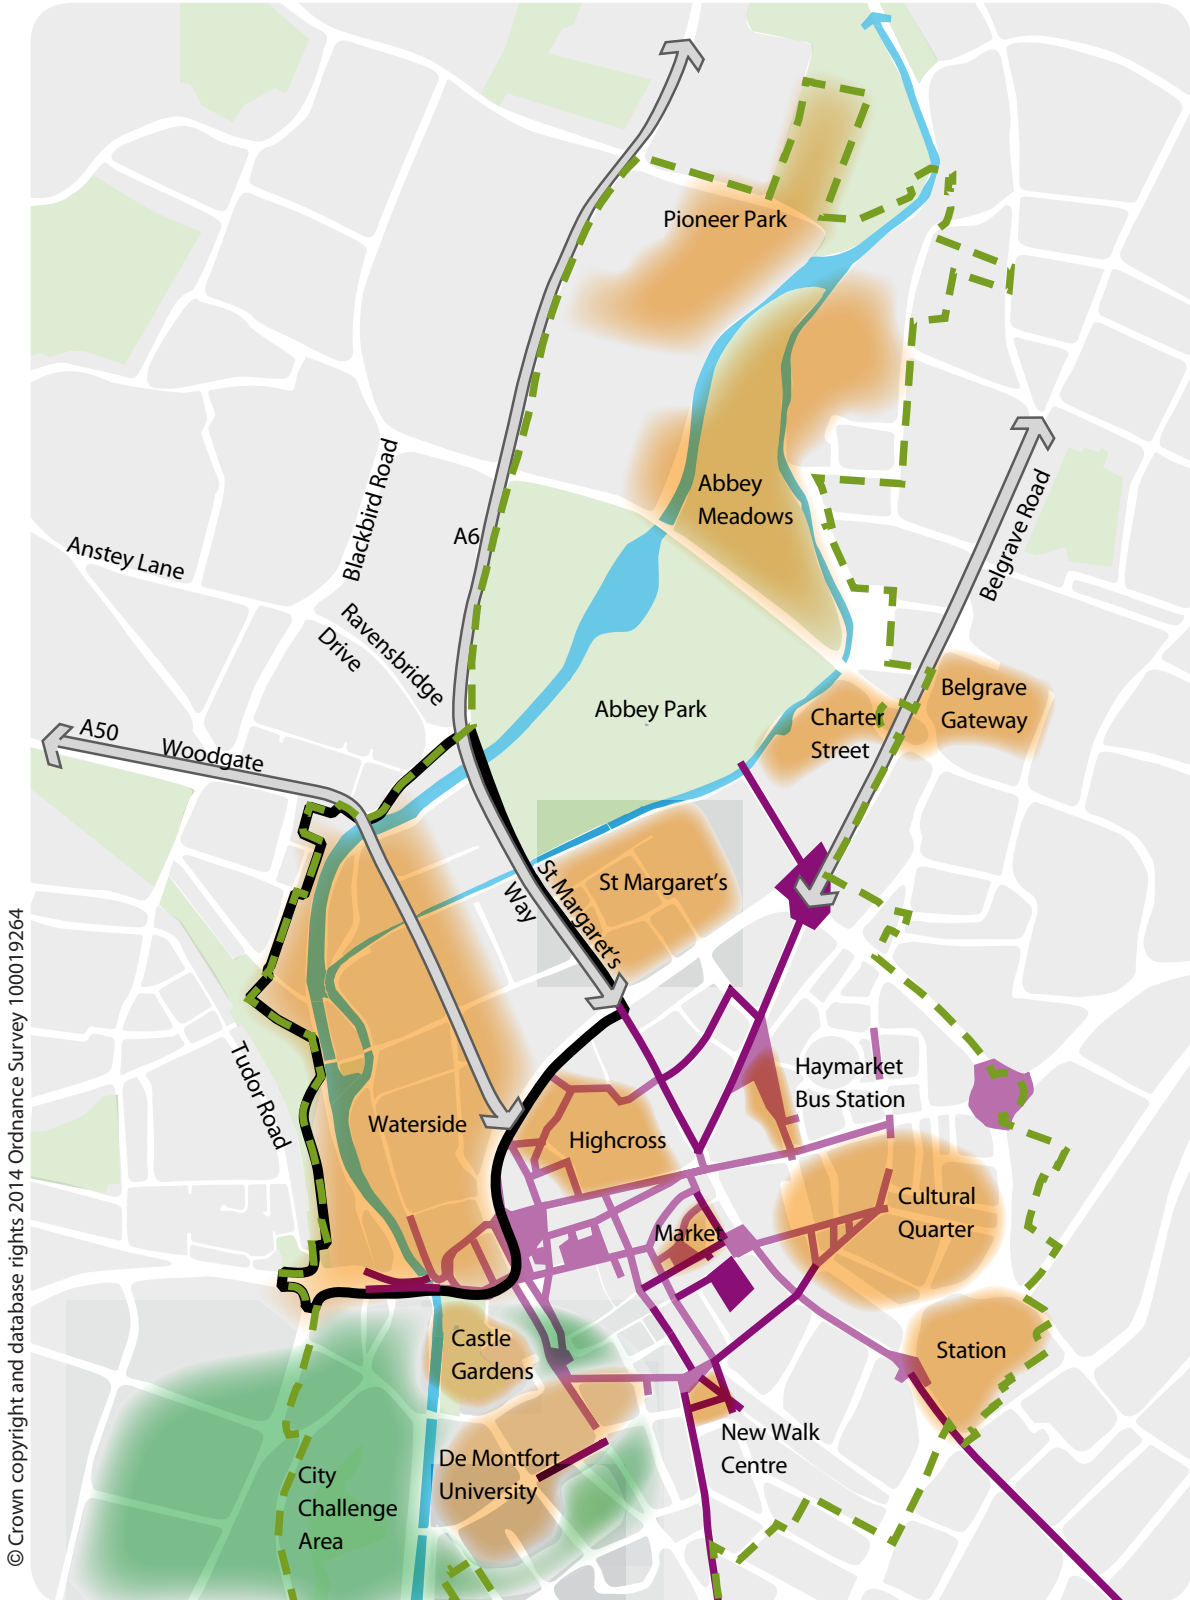 Pioneer Park
Abbey
Meadows
Blackbird Road
A6
Anstey Lane
Belgrave Road
Ravensbridge
Drive
Belgrave
Gateway
Abbey Park
Charter
Street
A50
Woodgate
St Margaret's
Way
St Margaret's
Tudor Road
Haymarket
Bus Station
Waterside
Highcross
Cultural
Quarter
Market
Castle
Gardens
Station
New Walk
Centre
De Montfort
University
City
Challenge
Area
© Crown copyright and database rights 2014 Ordnance Survey 100019264